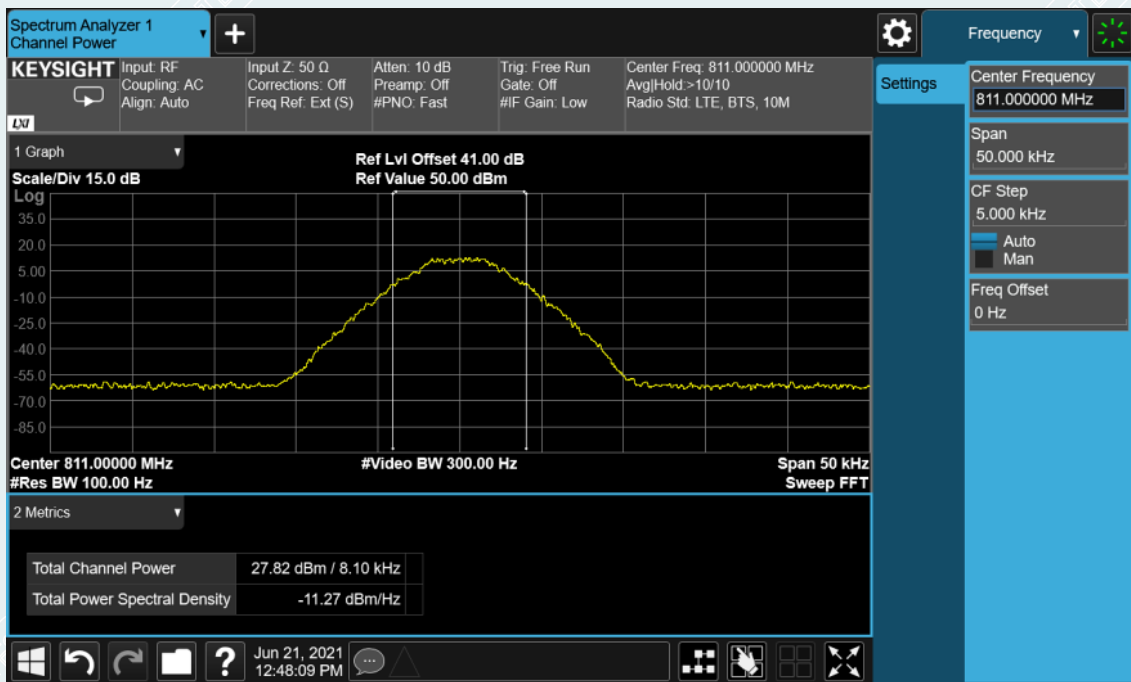 Spectrum Analyzer 1
Channel Power
+
Frequency
KEYSIGHT
Input: RF
Coupling: AC
Align: Auto
Input Z: 50 Ω
Corrections: Off
Freq Ref: Ext (S)
Atten: 10 dB
Preamp: Off
#PNO: Fast
Trig: Free Run
Gate: Off
#IF Gain: Low
Center Freq: 811.000000 MHz
Avg|Hold:>10/10
Radio Std: LTE, BTS, 10M
LXI
Settings
Center Frequency
811.000000 MHz
Span
50.000 kHz
CF Step
5.000 kHz
Auto
Man
Freq Offset
0 Hz
1 Graph
Scale/Div 15.0 dB
Ref Lvl Offset 41.00 dB
Ref Value 50.00 dBm
Log
35.0
20.0
5.00
-10.0
-25.0
-40.0
-55.0
-70.0
-85.0
Center 811.00000 MHz
#Video BW 300.00 Hz
Span 50 kHz
#Res BW 100.00 Hz
Sweep FFT
2 Metrics
Total Channel Power 27.82 dBm / 8.10 kHz
Total Power Spectral Density -11.27 dBm/Hz
?
Jun 21, 2021
12:48:09 PM